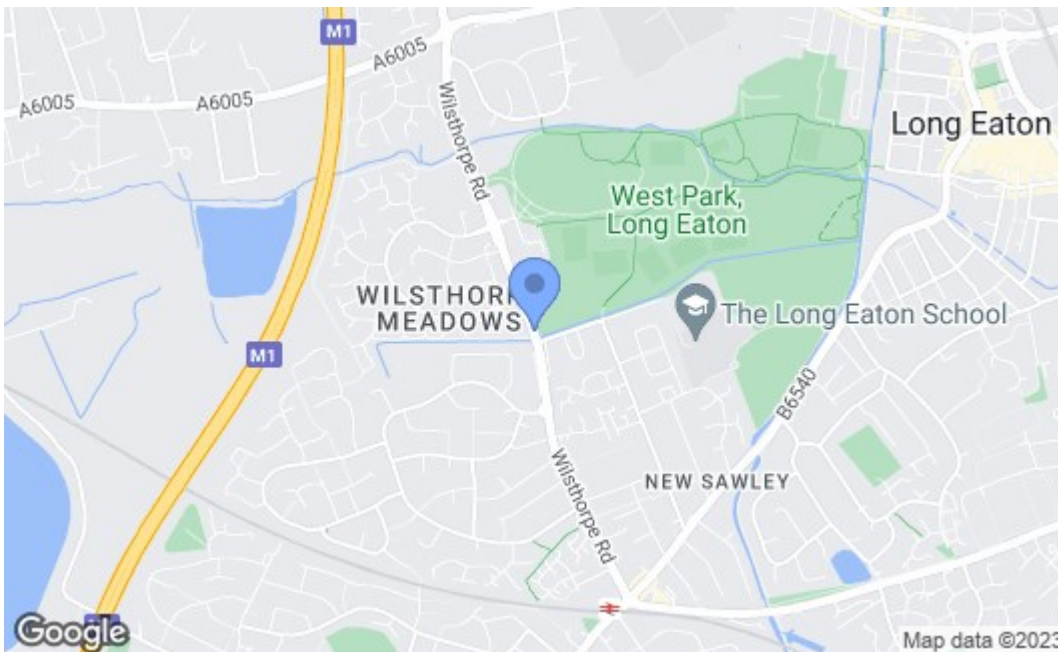 M1
A6005
A6005
Wilsthorpe Rd
Long Eaton
West Park,
Long Eaton
MEADOWS
The Long Eaton School
M1
B6540
NEW SAWLEY
Wilsthorpe Rd
Google
Map data ©2023